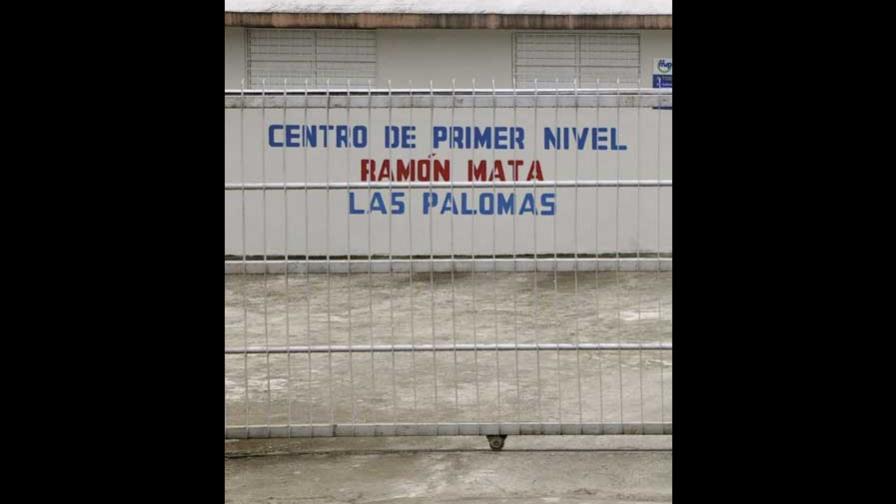 CENTRO DE PRIMER NIVEL
RAMÓN MATA
LAS PALOMAS